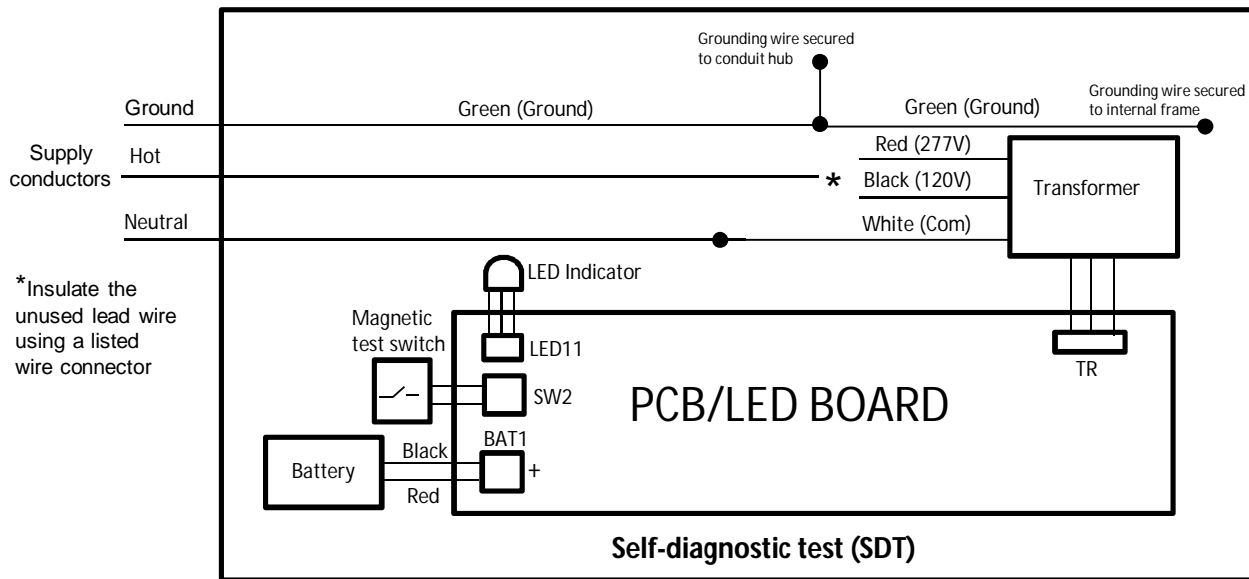 Grounding wire secured
to conduit hub
Grounding wire secured
to internal frame
Ground
Green (Ground)
Green (Ground)
Supply
conductors
Hot
*
Red (277V)
Black (120V)
Transformer
Neutral
White (Com)
*Insulate the
unused lead wire
using a listed
wire connector
LED Indicator
Magnetic
test switch
LED11
SW2
TR
PCB/LED BOARD
BAT1
+
Battery
Black
Red
Self-diagnostic test (SDT)